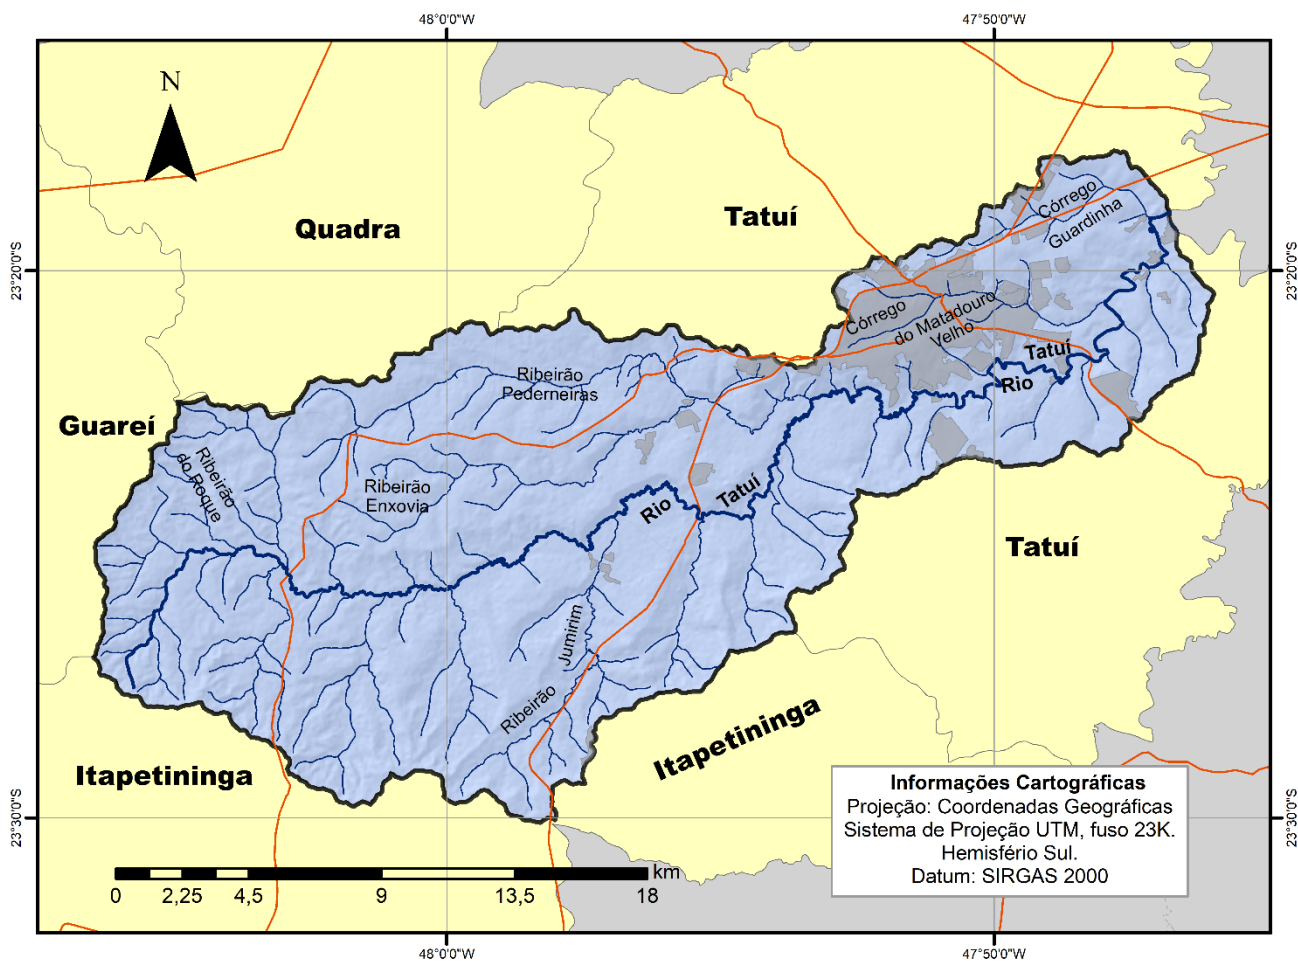 48°0'0"W
47°50'0"W
N
Quadra
Tatuí
Córrego
Guardinha
23°20'0"S
23°20'0"S
Córrego
do Matadouro
Velho
Tatuí
Rio
Ribeirão
Pederneiras
Guareí
Ribeirão
do Roque
Ribeirão
Enxovia
Rio
Tatuí
Tatuí
Jumirim
Ribeirão
Itapetininga
Itapetininga
Informações Cartográficas
Projeção: Coordenadas Geográficas
Sistema de Projeção UTM, fuso 23K.
Hemisfério Sul.
Datum: SIRGAS 2000
23°30'0"S
23°30'0"S
km
0 2,25 4,5 9 13,5 18
48°0'0"W
47°50'0"W